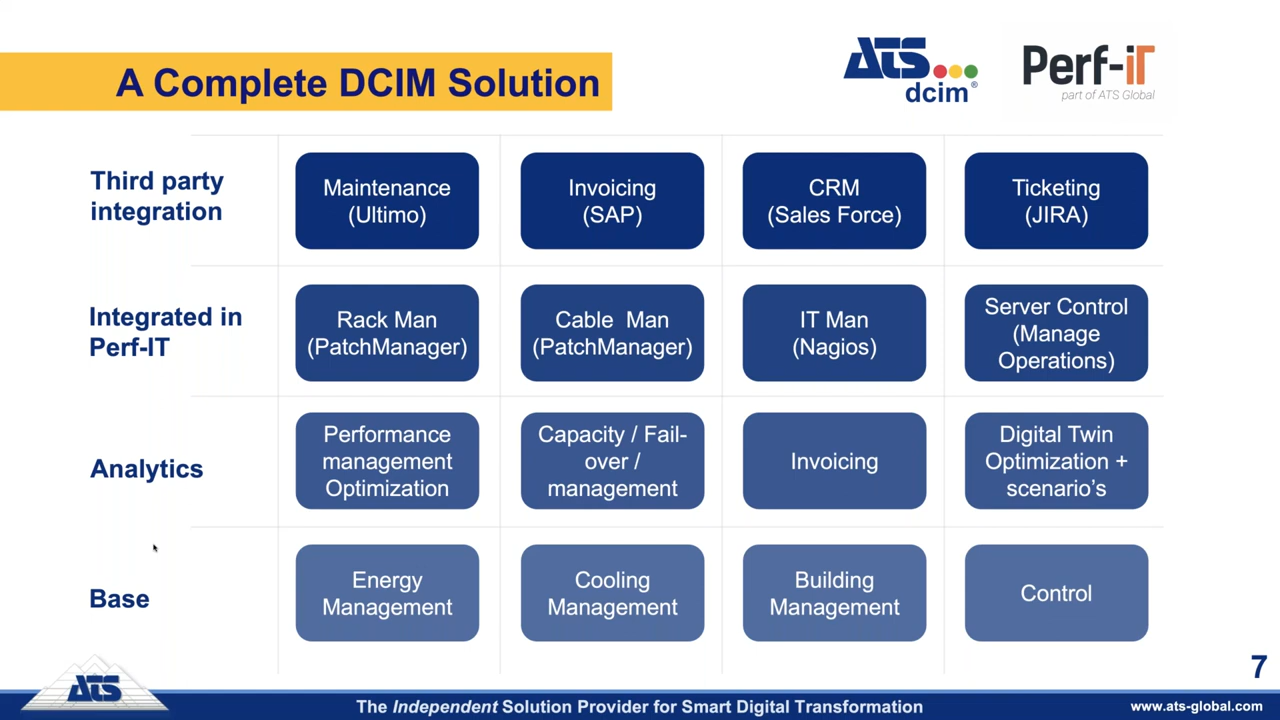 A Complete DCIM Solution
ATS
dcim®
Perf-iT
part of ATS Global
Third party
integration
Maintenance
(Ultimo)
Invoicing
(SAP)
CRM
(Sales Force)
Ticketing
(JIRA)
Integrated in
Perf-IT
Rack Man
(PatchManager)
Cable Man
(PatchManager)
IT Man
(Nagios)
Server Control
(Manage
Operations)
Analytics
Performance
management
Optimization
Capacity / Fail-
over /
management
Invoicing
Digital Twin
Optimization +
scenario’s
Base
Energy
Management
Cooling
Management
Building
Management
Control
7
ATS
The Independent Solution Provider for Smart Digital Transformation
www.ats-global.com